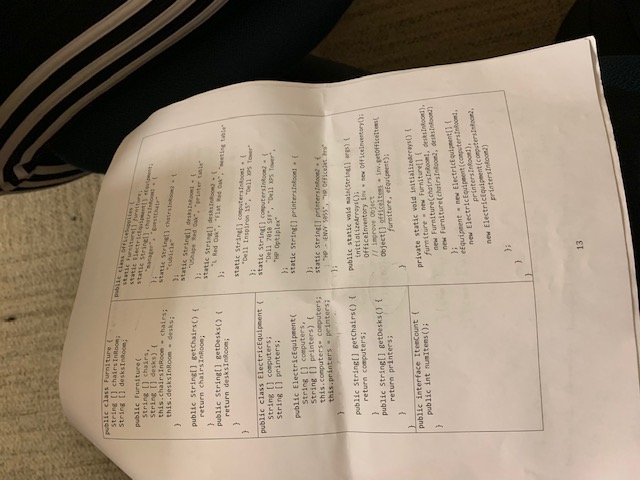 public class Furniture {
String [] chairsInRoom;
String [] desksInRoom;
public Furniture(
String [] chairs,
String [] desks) {
this.chairsInRoom = chairs;
this.desksInRoom = desks;
}
public String[] getChairs() {
return chairsInRoom;
}
public String[] getDesks() {
return desksInRoom;
}
}
public class ElectricEquipment {
String [] computers;
String [] printers;
public ElectricEquipment(
String [] computers,
String [] printers) {
this.computers= computers;
this.printers = printers;
}
public String[] getChairs() {
return computers;
}
public String[] getDesks() {
return printers;
}
}
public interface ItemCount {
public int numItems();
}
public class OfficeSupplies {
static Furniture[] furniture;
static ElectricEquipment[] eEquipment;
static String[] chairsInRoom1 = {
"manager", "guestChair"
};
static String[] chairsInRoom2 = {
"cubicle"
};
static String[] desksInRoom1 = {
"UShape Red Oak", "printer table"
};
static String[] desksInRoom2 = {
"L Red Oak", "Flat Red Oak", "meeting table"
};
static String[] computersInRoom1 = {
"Dell Inspiron 15", "Dell XPS Tower"
};
static String[] computersInRoom2 = {
"Dell 7010 SFF", "Dell XPS Tower",
"HP Optiplex"
};
static String[] printersInRoom1 = {
};
static String[] printersInRoom2 = {
"HP - ENVY 5055", "HP OfficeJet Pro"
};
public static void main(String[] args) {
initializeArrays();
OfficeInventory inv = new OfficeInventory();
// improve Object
Object[] officeItems = inv.getOfficeItems(
furniture, eEquipment);
}
private static void initializeArrays() {
furniture = new Furniture[] {
new Furniture(chairsInRoom1, desksInRoom1),
new Furniture(chairsInRoom2, desksInRoom2)
};
eEquipment = new ElectricEquipment[] {
new ElectricEquipment(computersInRoom1,
printersInRoom1),
new ElectricEquipment(computersInRoom2,
printersInRoom2)
};
}
}
13